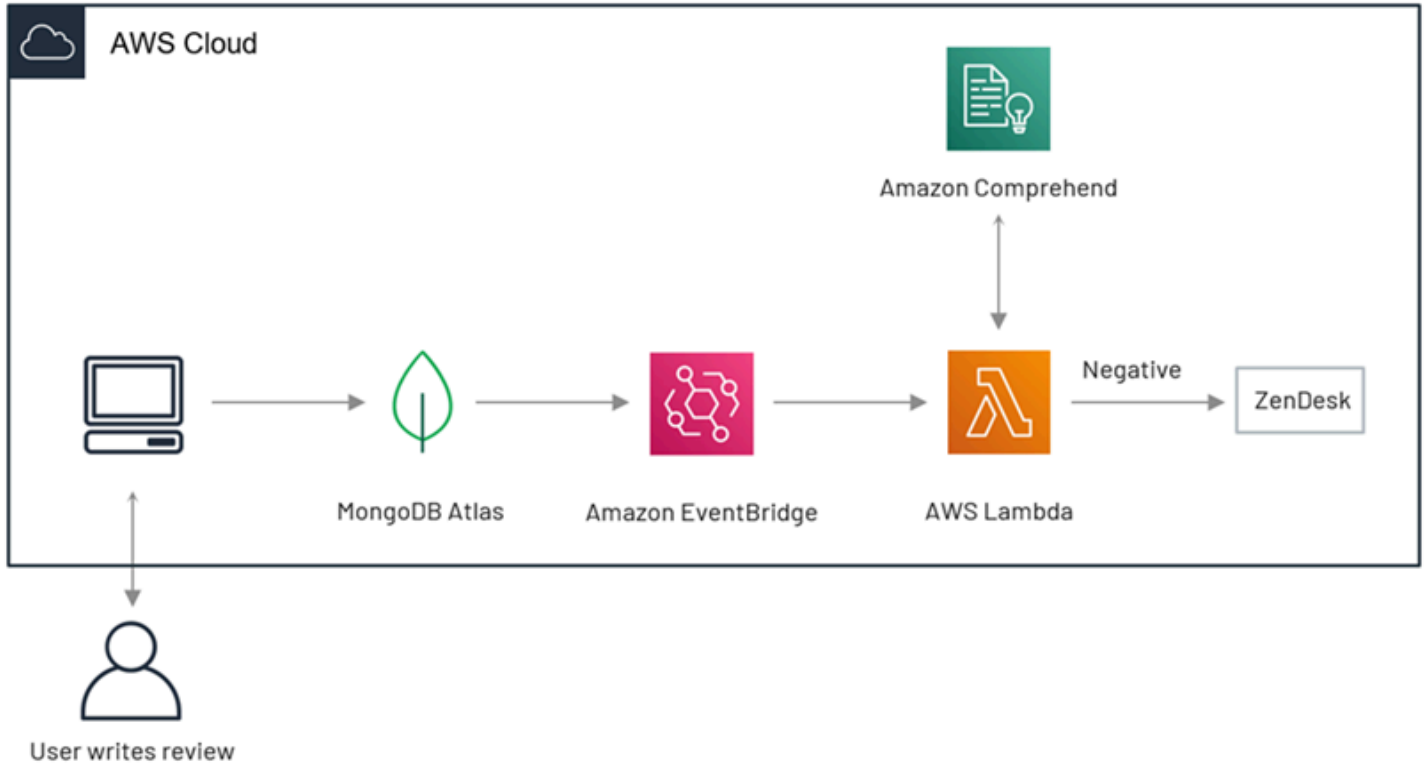 AWS Cloud
Amazon Comprehend
Negative
ZenDesk
MongoDB Atlas
Amazon EventBridge
AWS Lambda
User writes review